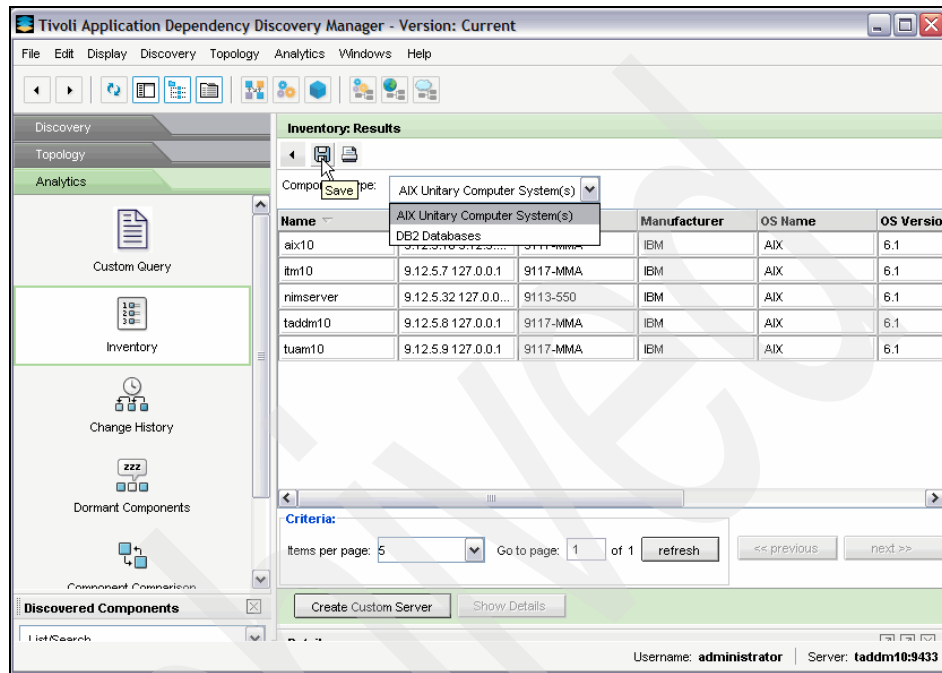 Tivoli Application Dependency Discovery Manager - Version: Current
File Edit Display Discovery Topology Analytics Windows Help
Discovery
Topology
Analytics
Custom Query
Inventory
Change History
zzz
Dormant Components
Component Comparison
Discovered Components
List/Search
Inventory: Results
Save
AIX Unitary Computer System(s)
AIX Unitary Computer System(s)
DB2 Databases
Name Manufacturer OS Name OS Versio
aix10 9117-MMA IBM AIX 6.1
itm10 9.12.5.7 127.0.0.1 9117-MMA IBM AIX 6.1
nimserver 9.12.5.32 127.0.0... 9113-550 IBM AIX 6.1
taddm10 9.12.5.8 127.0.0.1 9117-MMA IBM AIX 6.1
tuam10 9.12.5.9 127.0.0.1 9117-MMA IBM AIX 6.1
Criteria:
Items per page: 5 Go to page: 1 of 1 refresh << previous next >>
Create Custom Server Show Details
Username: administrator Server: taddm10:9433